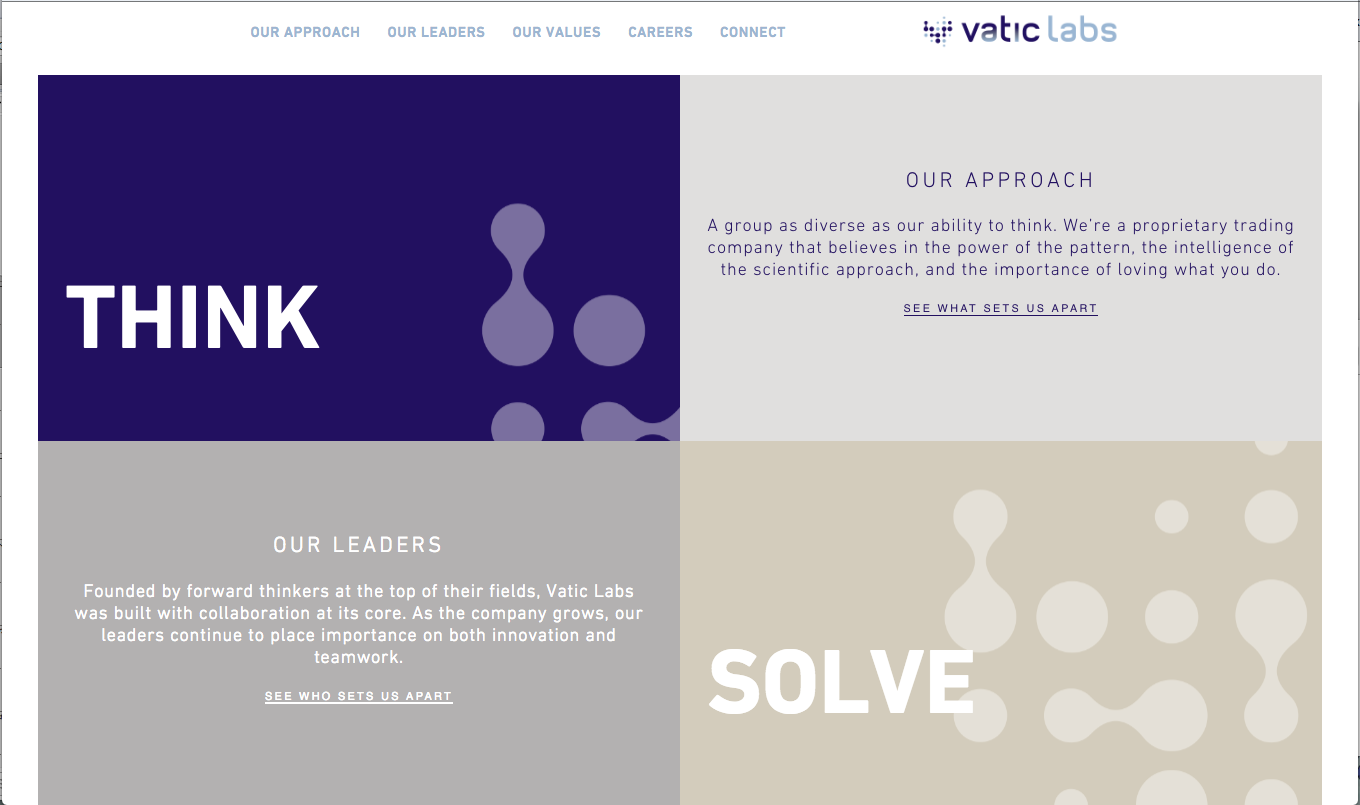 OUR APPROACH OUR LEADERS OUR VALUES CAREERS CONNECT vatic labs
THINK
OUR APPROACH
A group as diverse as our ability to think. We're a proprietary trading
company that believes in the power of the pattern, the intelligence of
the scientific approach, and the importance of loving what you do.
SEE WHAT SETS US APART
OUR LEADERS
Founded by forward thinkers at the top of their fields, Vatic Labs
was built with collaboration at its core. As the company grows, our
leaders continue to place importance on both innovation and
teamwork.
SEE WHO SETS US APART
SOLVE